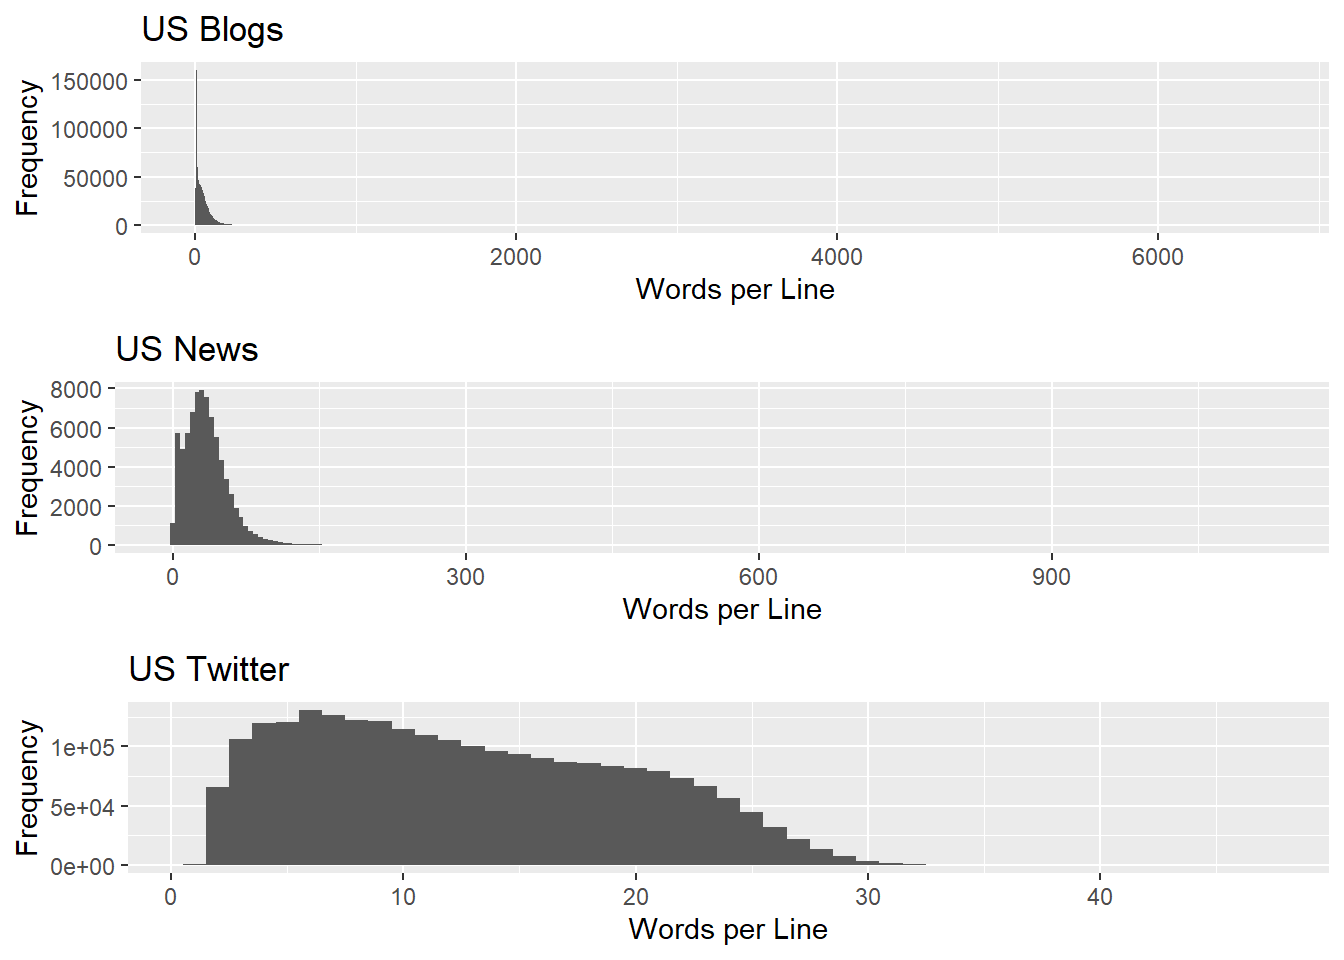 US Blogs
Frequency
150000
100000
50000
0
0 2000 4000 6000
Words per Line
US News
Frequency
8000
6000
4000
2000
0
0 300 600 900
Words per Line
US Twitter
Frequency
1e+05
5e+04
0e+00
0 10 20 30 40
Words per Line